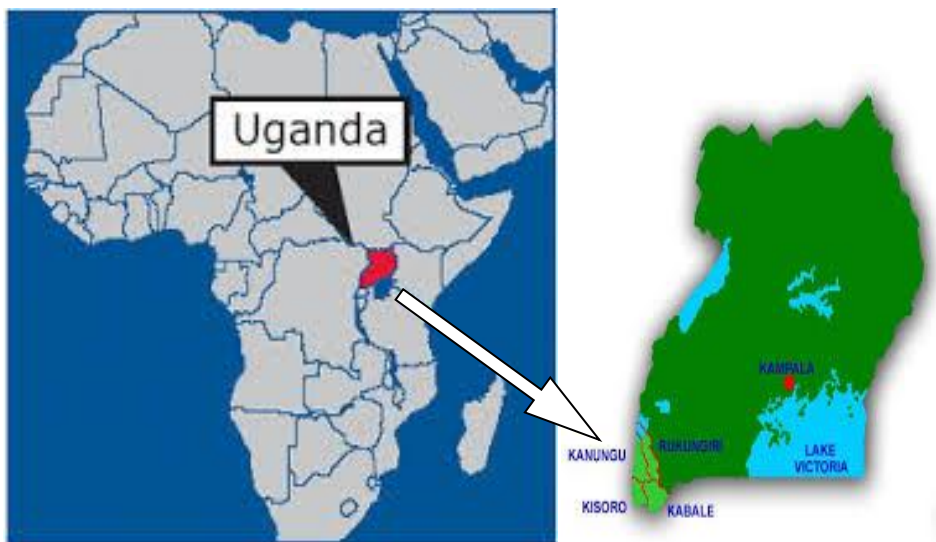 Uganda
KAMPALA
KANUNGU
RUKUNGIRI
LAKE
VICTORIA
KISORO
KABALE